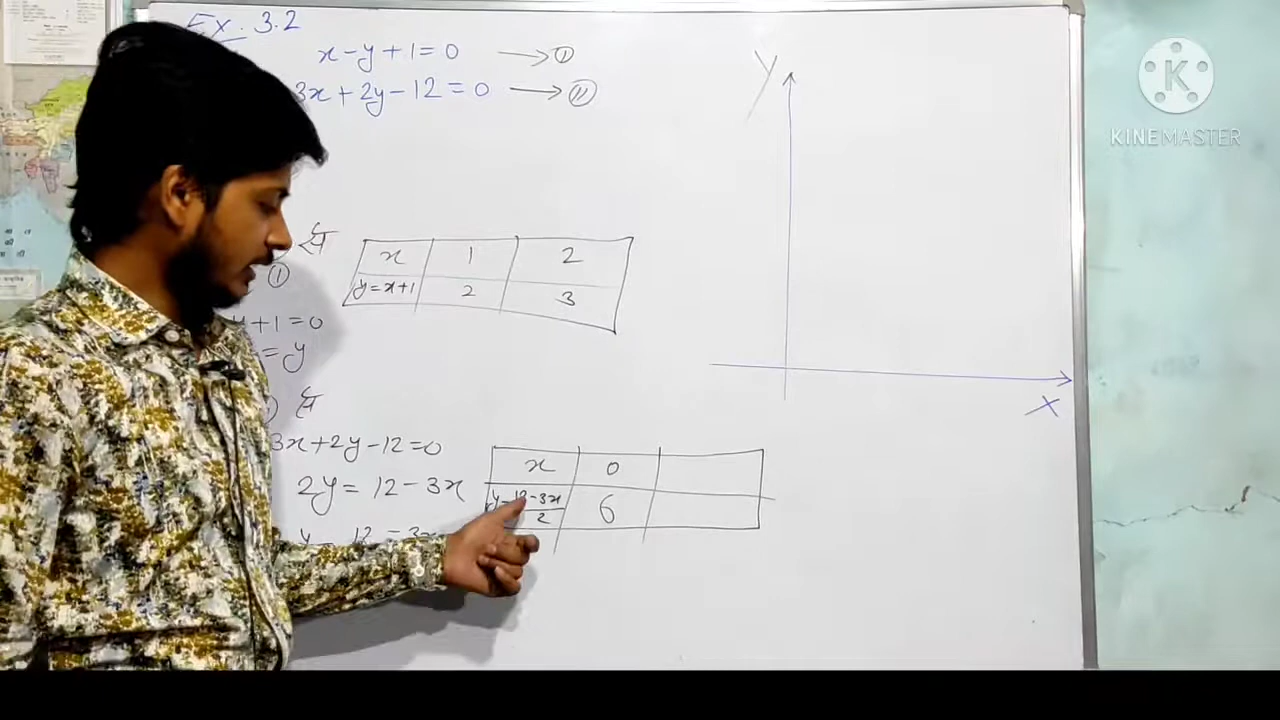 Ex. 3.2
x - y + 1 = 0 → ①
3x + 2y - 12 = 0 → ⑪
Y
KINEMASTER
से
①
x 1 2
y = x + 1 2 3
y + 1 = 0
= y
से
3x + 2y - 12 = 0
2y = 12 - 3x
X
x 0
6